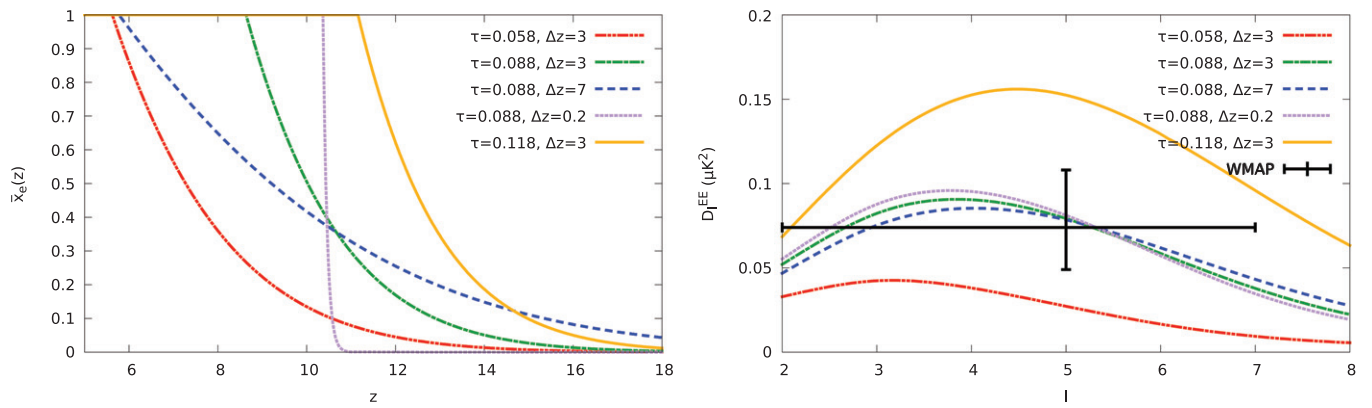 1
0.9
0.8
0.7
0.6
0.5
0.4
0.3
0.2
0.1
0
x̄e(z)
6
8
10
12
14
16
18
z
τ=0.058, Δz=3
τ=0.088, Δz=3
τ=0.088, Δz=7
τ=0.088, Δz=0.2
τ=0.118, Δz=3
0.2
0.15
0.1
0.05
0
DlEE (μK2)
2
3
4
5
6
7
8
l
τ=0.058, Δz=3
τ=0.088, Δz=3
τ=0.088, Δz=7
τ=0.088, Δz=0.2
τ=0.118, Δz=3
WMAP